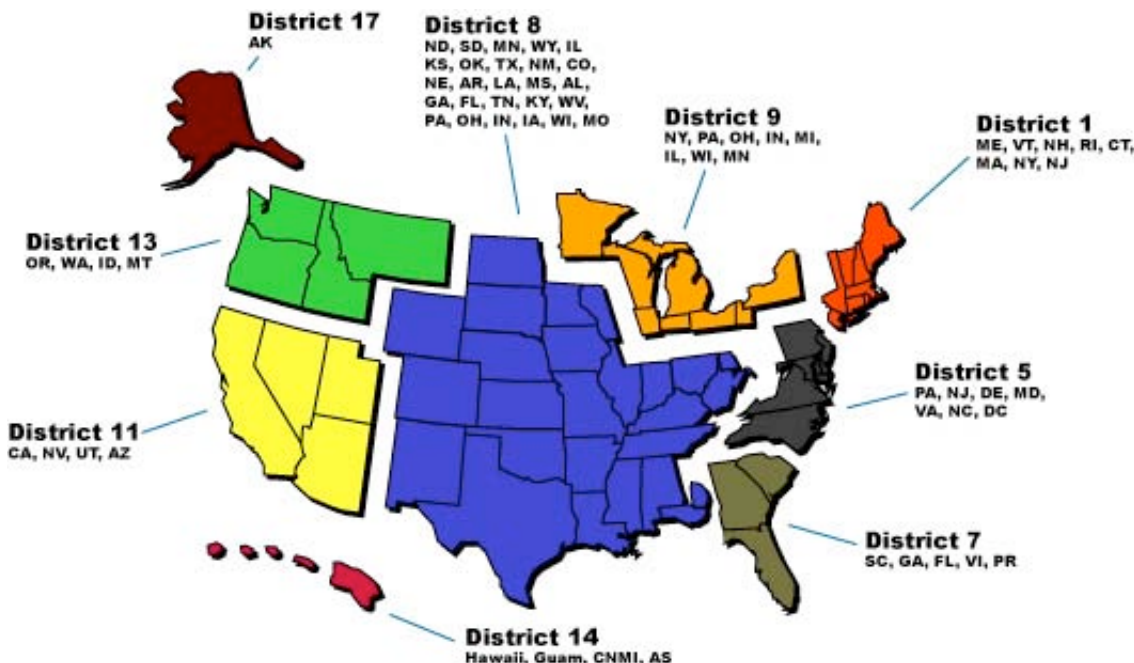 District 17
AK
District 8
ND, SD, MN, WY, IL
KS, OK, TX, NM, CO,
NE, AR, LA, MS, AL,
GA, FL, TN, KY, WV,
PA, OH, IN, IA, WI, MO
District 9
NY, PA, OH, IN, MI,
IL, WI, MN
District 1
ME, VT, NH, RI, CT,
MA, NY, NJ
District 13
OR, WA, ID, MT
District 5
PA, NJ, DE, MD,
VA, NC, DC
District 11
CA, NV, UT, AZ
District 7
SC, GA, FL, VI, PR
District 14
Hawaii, Guam, CNMI, AS